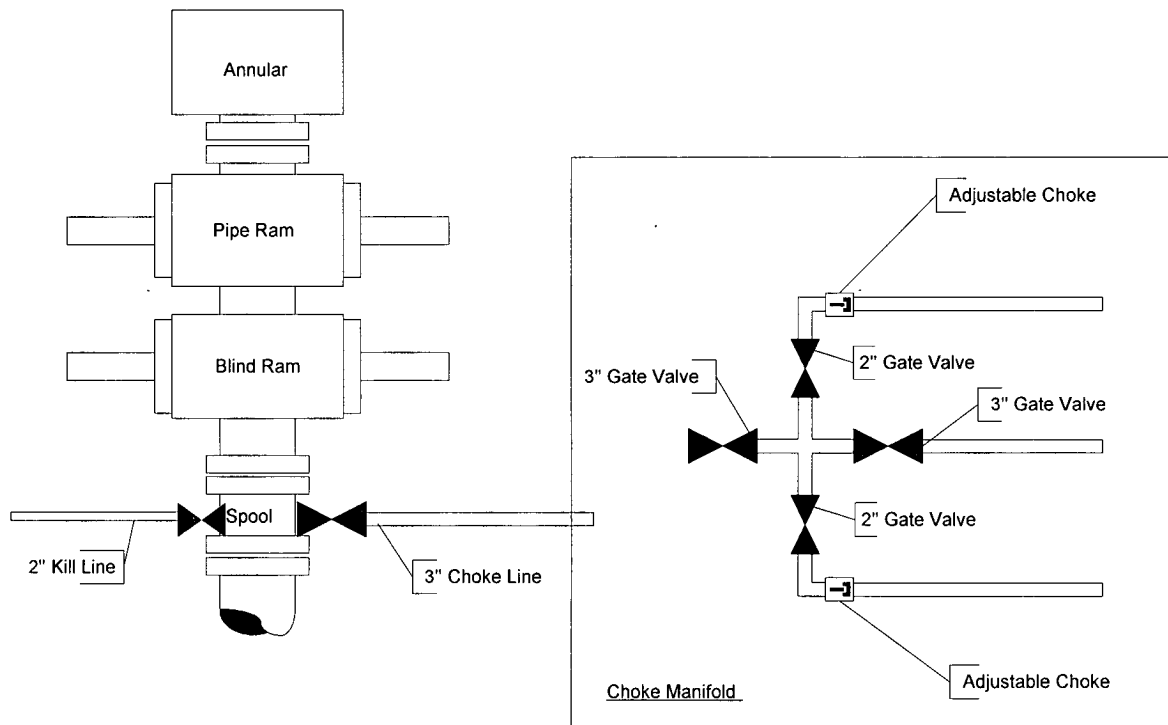 Annular
Pipe Ram
Blind Ram
Spool
2" Kill Line
3" Choke Line
Adjustable Choke
2" Gate Valve
3" Gate Valve
3" Gate Valve
2" Gate Valve
Adjustable Choke
Choke Manifold